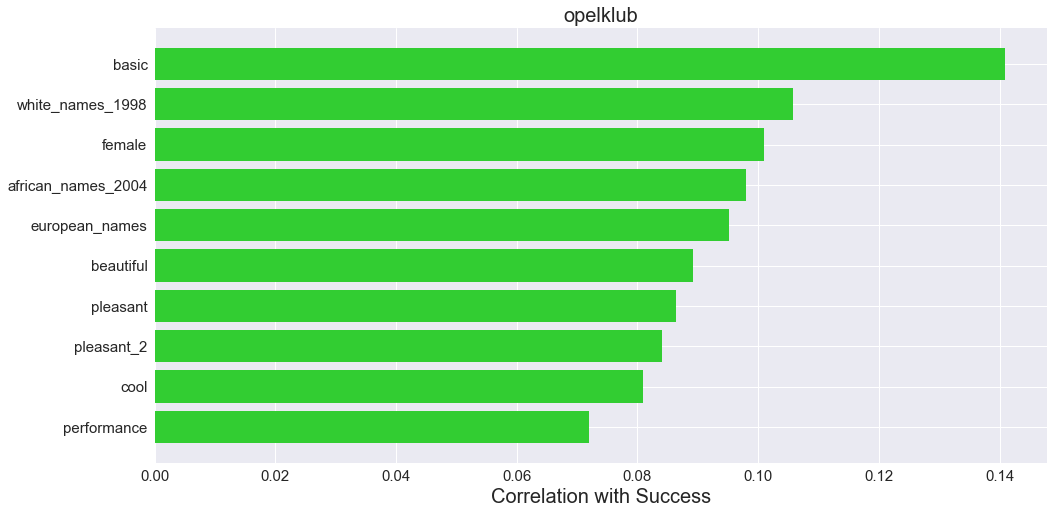 opelklub
basic
white_names_1998
female
african_names_2004
european_names
beautiful
pleasant
pleasant_2
cool
performance
0.00 0.02 0.04 0.06 0.08 0.10 0.12 0.14
Correlation with Success